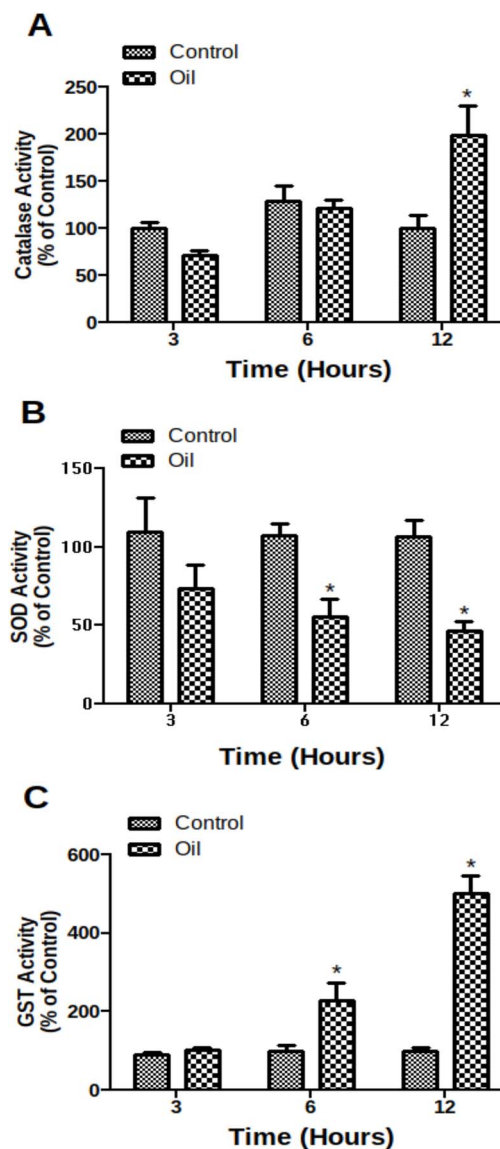 A
Control
Oil
250
200
150
100
50
0
Catalase Activity
(% of Control)
*
3
6
12
Time (Hours)
B
Control
Oil
150
100
50
0
SOD Activity
(% of Control)
*
*
3
6
12
Time (Hours)
C
Control
Oil
600
400
200
0
GST Activity
(% of Control)
*
*
3
6
12
Time (Hours)